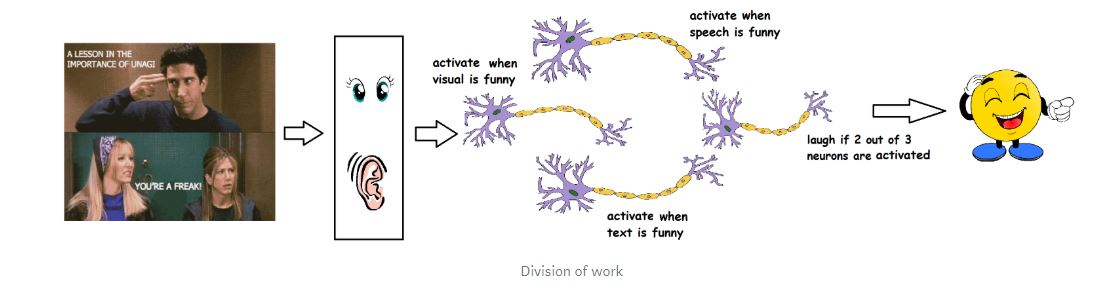 A LESSON IN THE
IMPORTANCE OF UNAGI
YOU'RE A FREAK!
activate when
visual is funny
activate when
speech is funny
activate when
text is funny
laugh if 2 out of 3
neurons are activated
Division of work